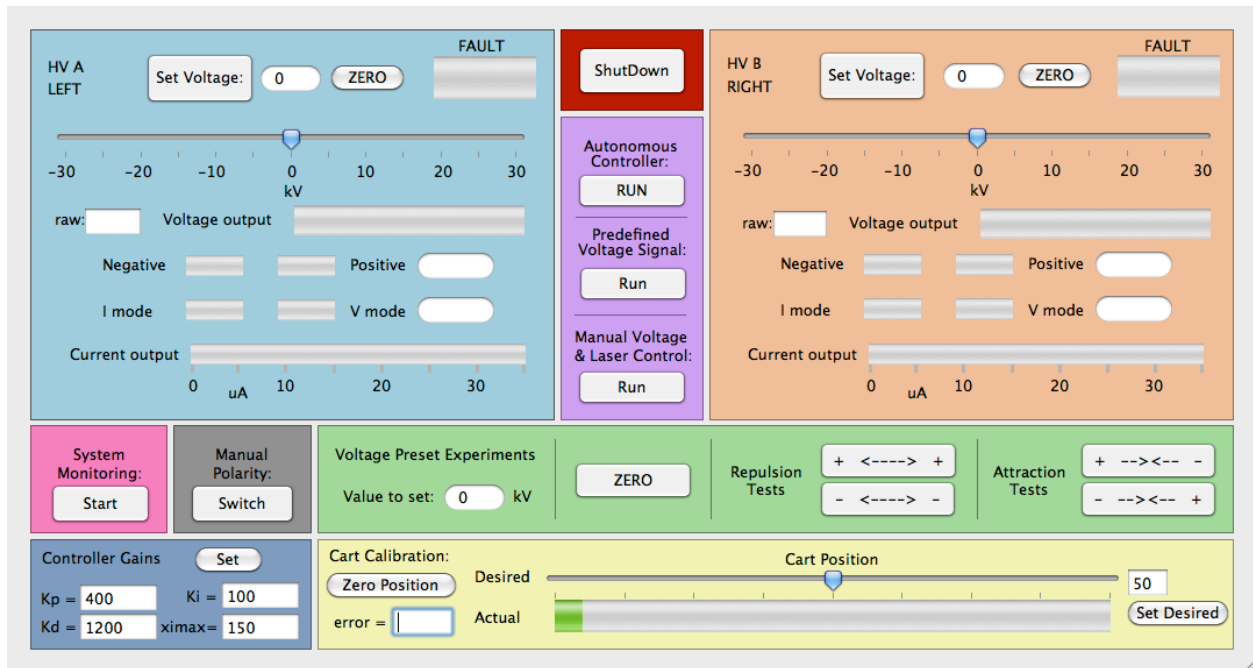 HV A
LEFT
Set Voltage:
0
ZERO
FAULT
-30 -20 -10 0 10 20 30
kV
raw:
Voltage output
Negative
Positive
I mode
V mode
Current output
0 uA 10 20 30
ShutDown
Autonomous
Controller:
RUN
Predefined
Voltage Signal:
Run
Manual Voltage
& Laser Control:
Run
HV B
RIGHT
Set Voltage:
0
ZERO
FAULT
-30 -20 -10 0 10 20 30
kV
raw:
Voltage output
Negative
Positive
I mode
V mode
Current output
0 uA 10 20 30
System
Monitoring:
Start
Manual
Polarity:
Switch
Voltage Preset Experiments
Value to set: 0 kV
ZERO
Repulsion
Tests
+ <----> +
- <----> -
Attraction
Tests
+ --><-- -
- --><-- +
Controller Gains
Set
Kp = 400
Ki = 100
Kd = 1200
ximax= 150
Cart Calibration:
Zero Position
error =
Cart Position
Desired
50
Actual
Set Desired